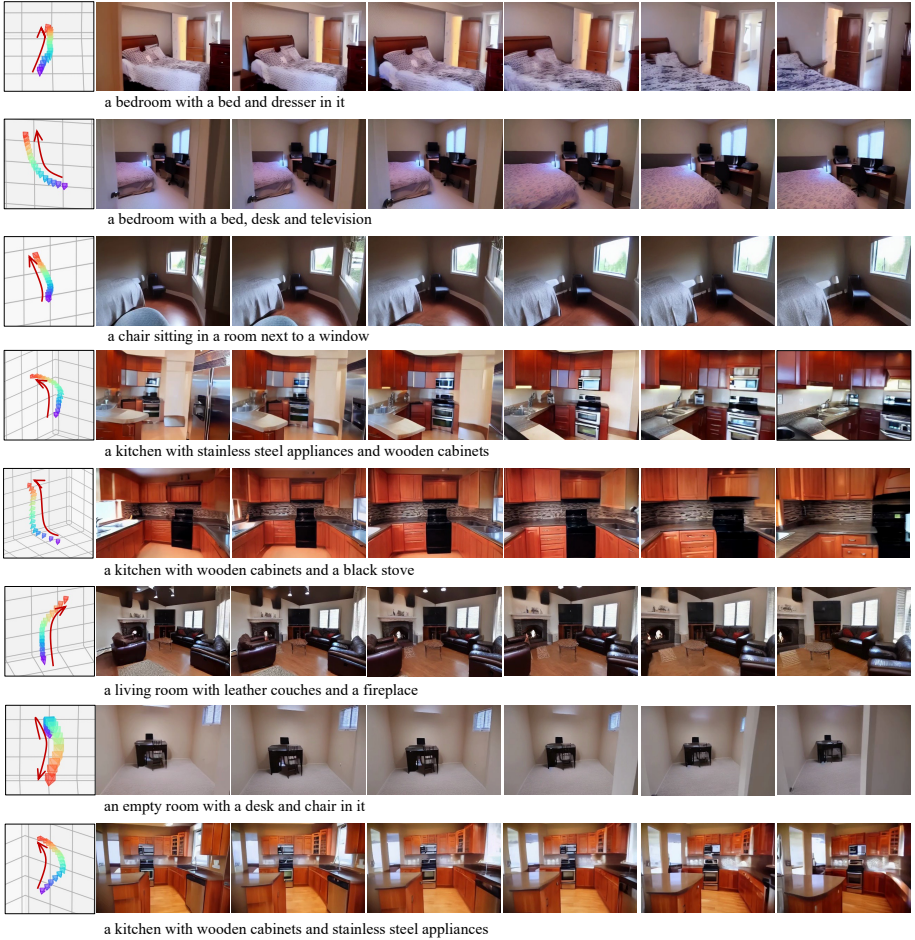 a bedroom with a bed and dresser in it
a bedroom with a bed, desk and television
a chair sitting in a room next to a window
a kitchen with stainless steel appliances and wooden cabinets
a kitchen with wooden cabinets and a black stove
a living room with leather couches and a fireplace
an empty room with a desk and chair in it
a kitchen with wooden cabinets and stainless steel appliances